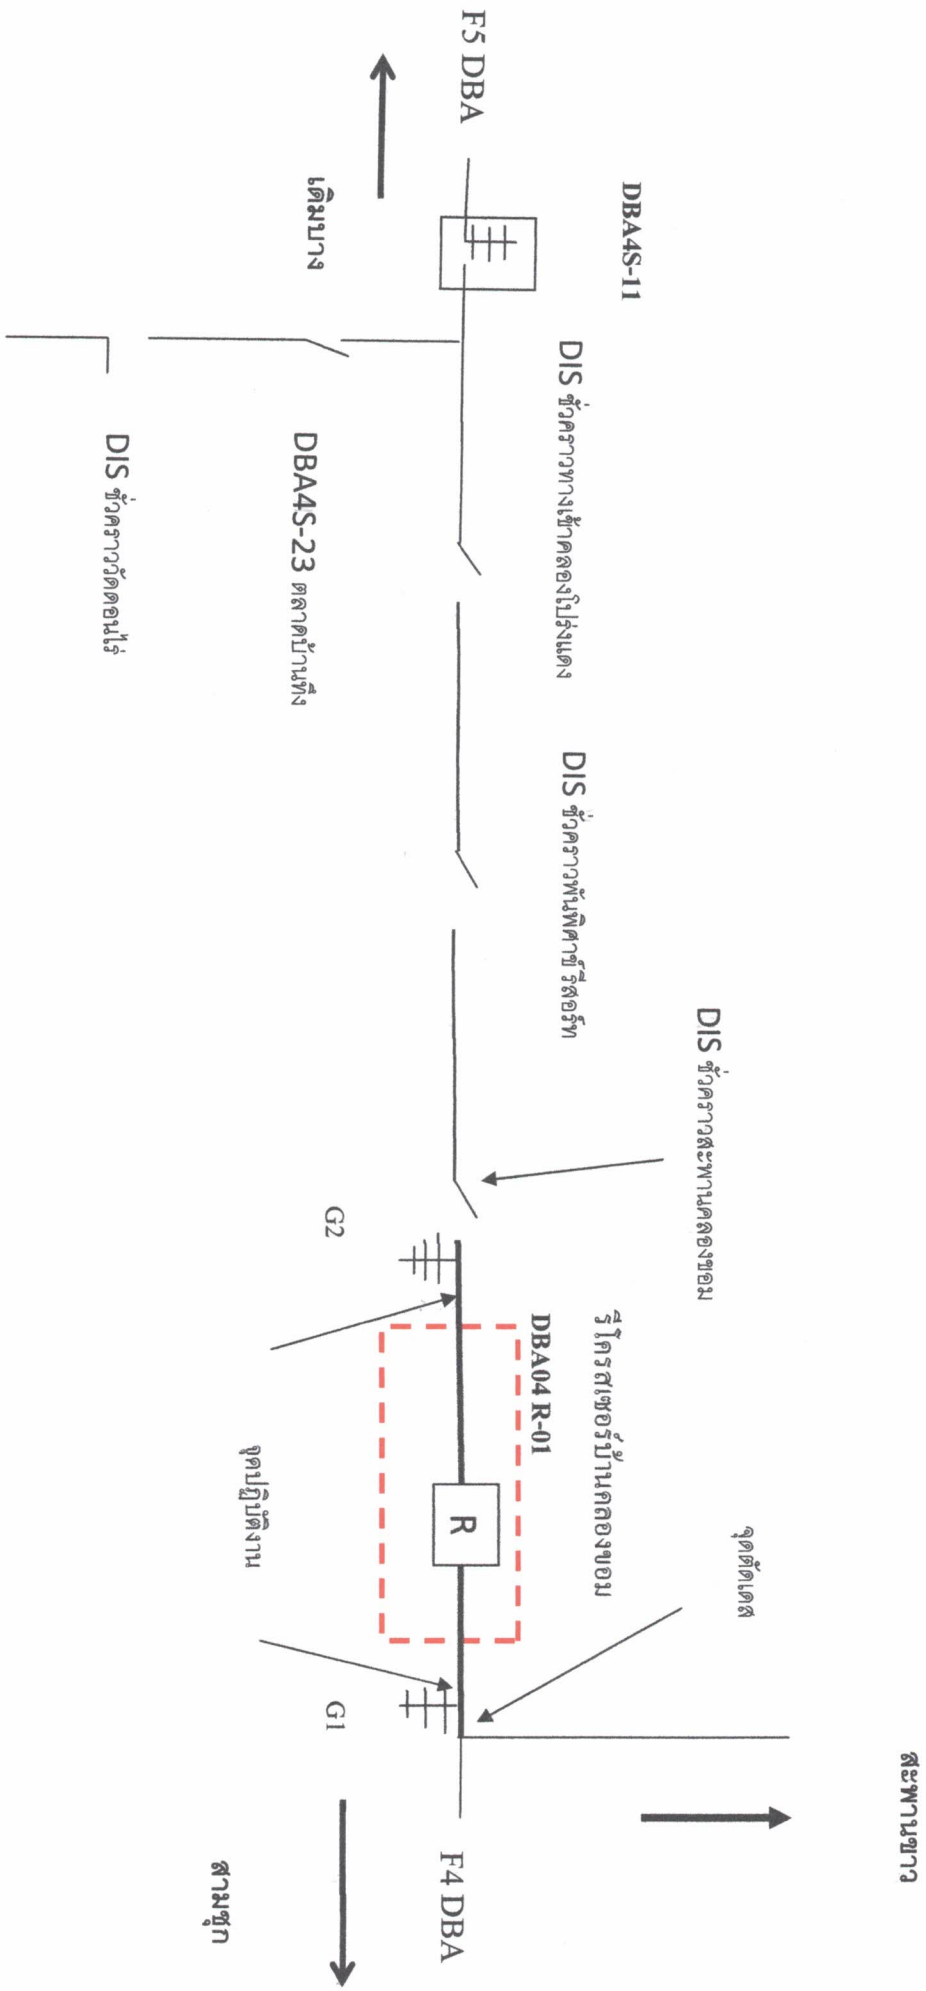 สะพานขาว
DIS ชั่วคราวสะพานคลองขอม
จุดตัดเดส
DBA4S-11
รีโครสเซอร์บ้านคลองขอม
DIS ชั่วคราวทางเข้าคลองโปร่งแดง
DIS ชั่วคราวพันพิศาข์ รีสอร์ท
DBA04 R-01
F5 DBA
R
F4 DBA
เดิมบาง
G2
G1
DBA4S-23 ตลาดบ้านทึง
จุดปฏิบัติงาน
สามชุก
DIS ชั่วคราววัดดอนไร่